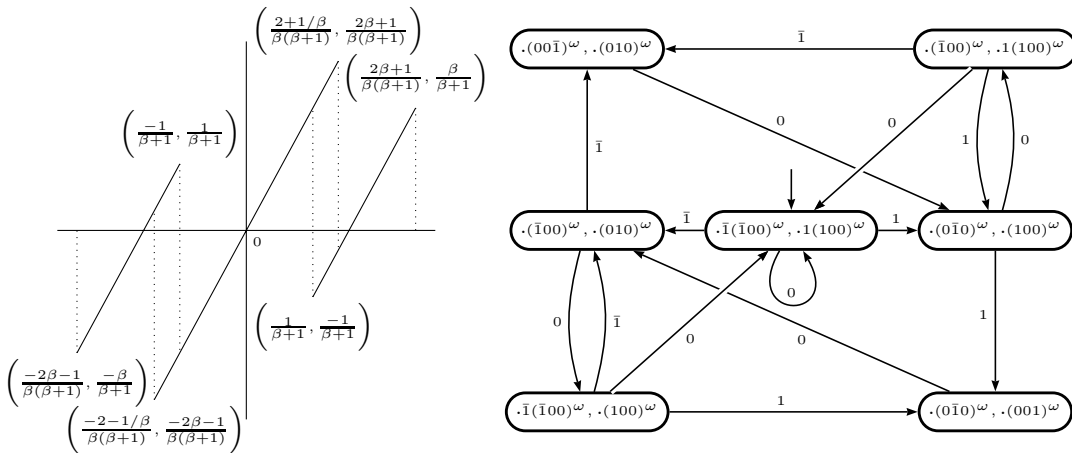 (2+1/β / β(β+1), 2β+1 / β(β+1))
(2β+1 / β(β+1), β / β+1)
(−1 / β+1, 1 / β+1)
0
(1 / β+1, −1 / β+1)
(−2β−1 / β(β+1), −β / β+1)
(−2−1/β / β(β+1), −2β−1 / β(β+1))
.(001̄)^ω, .(010)^ω
1̄
.(1̄00)^ω, .1(100)^ω
0
0
1
0
1̄
.(1̄00)^ω, .(010)^ω
1̄
.1̄(1̄00)^ω, .1(100)^ω
1
.(01̄0)^ω, .(100)^ω
0
0
1̄
0
0
1
.1̄(1̄00)^ω, .(100)^ω
1
.(01̄0)^ω, .(001)^ω